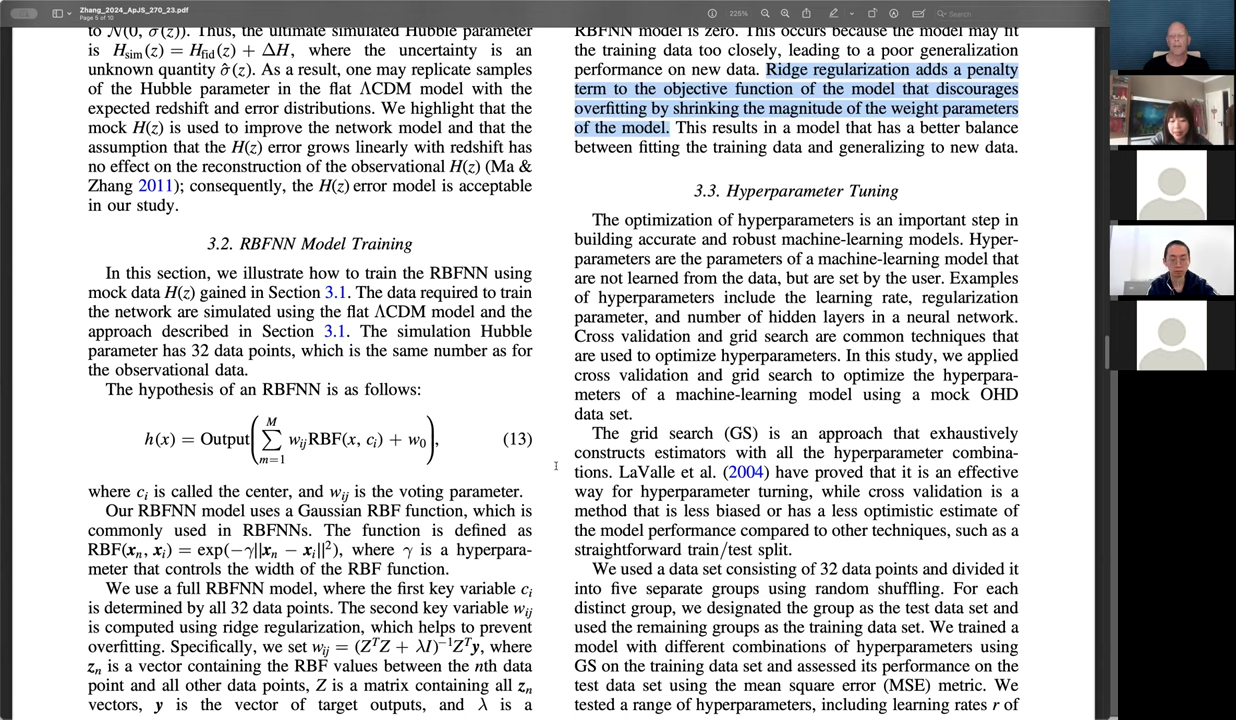 Zhang_2024_ApJS_270_23.pdf
Page 5 of 10
225%
Search
to N(0, σ(z)). Thus, the ultimate simulated Hubble parameter
is Hsim(z) = Hfid(z) + ΔH, where the uncertainty is an
unknown quantity σ̂(z). As a result, one may replicate samples
of the Hubble parameter in the flat ΛCDM model with the
expected redshift and error distributions. We highlight that the
mock H(z) is used to improve the network model and that the
assumption that the H(z) error grows linearly with redshift has
no effect on the reconstruction of the observational H(z) (Ma &
Zhang 2011); consequently, the H(z) error model is acceptable
in our study.
3.2. RBFNN Model Training
In this section, we illustrate how to train the RBFNN using
mock data H(z) gained in Section 3.1. The data required to train
the network are simulated using the flat ΛCDM model and the
approach described in Section 3.1. The simulation Hubble
parameter has 32 data points, which is the same number as for
the observational data.
The hypothesis of an RBFNN is as follows:
h(x) = Output(∑_{m=1}^{M} w_ij RBF(x, c_i) + w_0), (13)
where c_i is called the center, and w_ij is the voting parameter.
Our RBFNN model uses a Gaussian RBF function, which is
commonly used in RBFNNs. The function is defined as
RBF(x_n, x_i) = exp(−γ||x_n − x_i||²), where γ is a hyperpara-
meter that controls the width of the RBF function.
We use a full RBFNN model, where the first key variable c_i
is determined by all 32 data points. The second key variable w_ij
is computed using ridge regularization, which helps to prevent
overfitting. Specifically, we set w_ij = (Z^T Z + λI)^−1 Z^T y, where
z_n is a vector containing the RBF values between the nth data
point and all other data points, Z is a matrix containing all z_n
vectors, y is the vector of target outputs, and λ is a
RBFNN model is zero. This occurs because the model may fit
the training data too closely, leading to a poor generalization
performance on new data. Ridge regularization adds a penalty
term to the objective function of the model that discourages
overfitting by shrinking the magnitude of the weight parameters
of the model. This results in a model that has a better balance
between fitting the training data and generalizing to new data.
3.3. Hyperparameter Tuning
The optimization of hyperparameters is an important step in
building accurate and robust machine-learning models. Hyper-
parameters are the parameters of a machine-learning model that
are not learned from the data, but are set by the user. Examples
of hyperparameters include the learning rate, regularization
parameter, and number of hidden layers in a neural network.
Cross validation and grid search are common techniques that
are used to optimize hyperparameters. In this study, we applied
cross validation and grid search to optimize the hyperpara-
meters of a machine-learning model using a mock OHD
data set.
The grid search (GS) is an approach that exhaustively
constructs estimators with all the hyperparameter combina-
tions. LaValle et al. (2004) have proved that it is an effective
way for hyperparameter turning, while cross validation is a
method that is less biased or has a less optimistic estimate of
the model performance compared to other techniques, such as a
straightforward train/test split.
We used a data set consisting of 32 data points and divided it
into five separate groups using random shuffling. For each
distinct group, we designated the group as the test data set and
used the remaining groups as the training data set. We trained a
model with different combinations of hyperparameters using
GS on the training data set and assessed its performance on the
test data set using the mean square error (MSE) metric. We
tested a range of hyperparameters, including learning rates r of